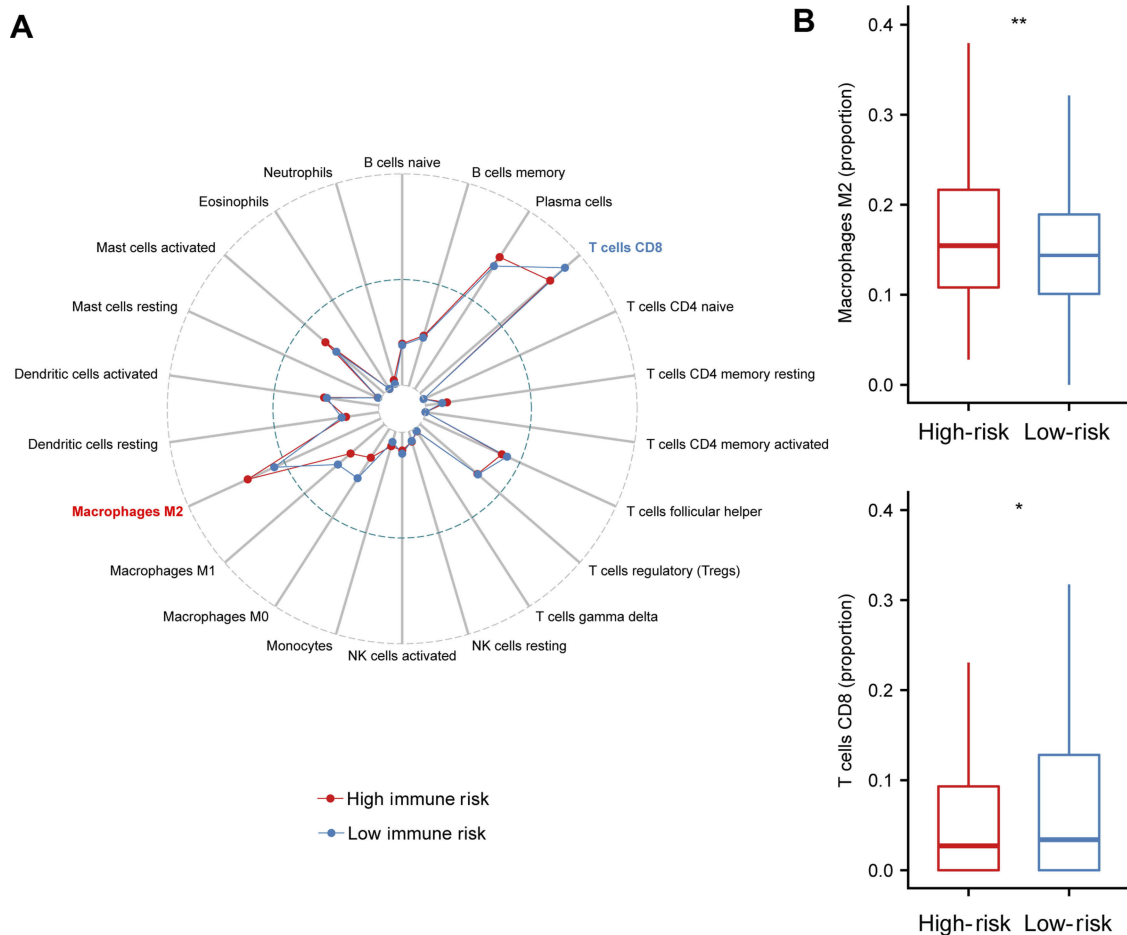 A
B cells naive
B cells memory
Plasma cells
T cells CD8
T cells CD4 naive
T cells CD4 memory resting
T cells CD4 memory activated
T cells follicular helper
T cells regulatory (Tregs)
T cells gamma delta
NK cells resting
NK cells activated
Monocytes
Macrophages M0
Macrophages M1
Macrophages M2
Dendritic cells resting
Dendritic cells activated
Mast cells resting
Mast cells activated
Eosinophils
Neutrophils
High immune risk
Low immune risk
B
Macrophages M2 (proportion)
0.4
0.3
0.2
0.1
0.0
**
High-risk Low-risk
T cells CD8 (proportion)
0.4
0.3
0.2
0.1
0.0
*
High-risk Low-risk